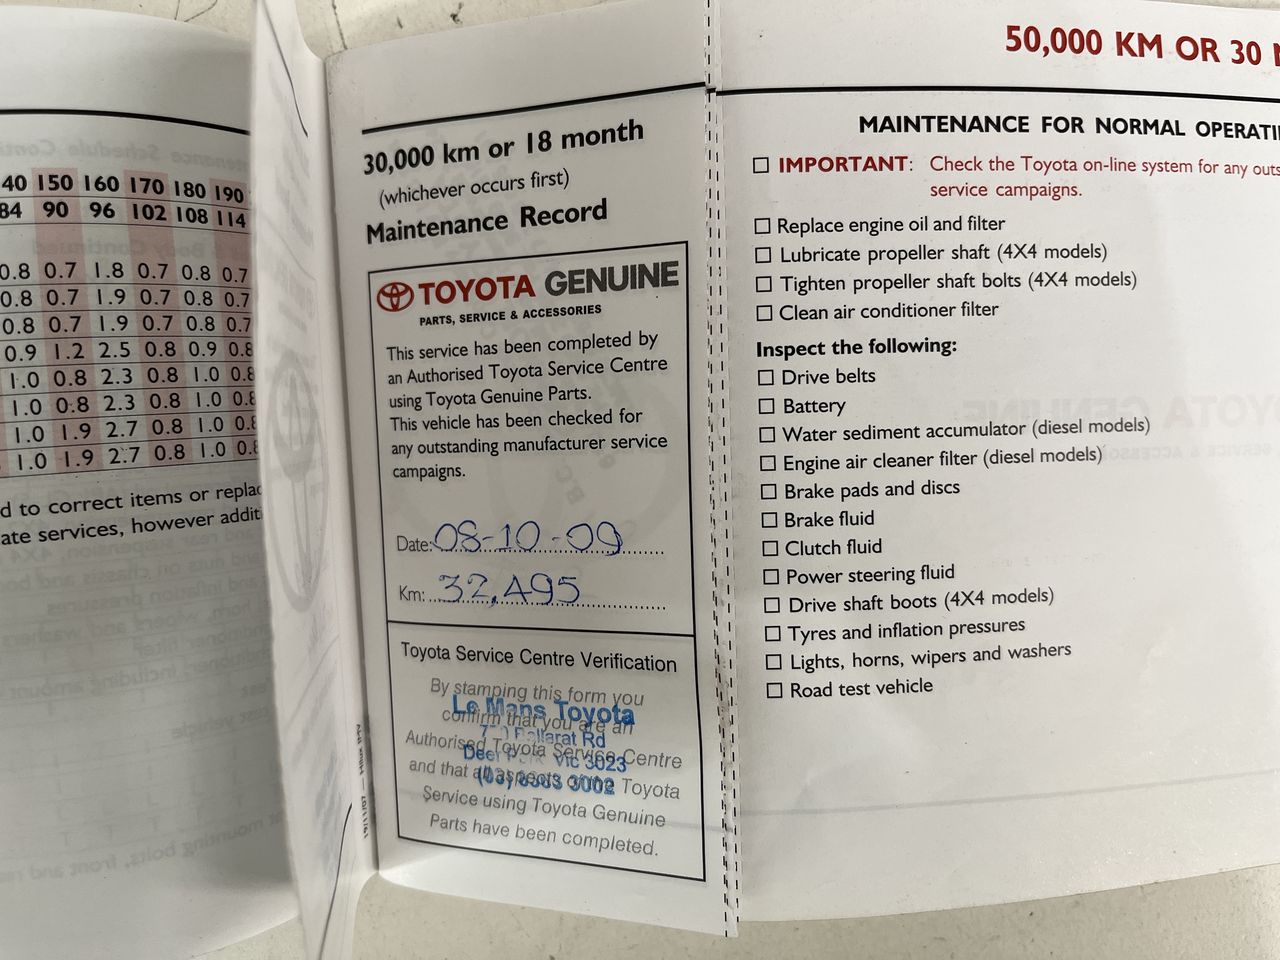 40 150 160 170 180 190
84 90 96 102 108 114
0.8 0.7 1.8 0.7 0.8 0.7
0.8 0.7 1.9 0.7 0.8 0.7
0.8 0.7 1.9 0.7 0.8 0.7
0.9 1.2 2.5 0.8 0.9 0.8
1.0 0.8 2.3 0.8 1.0 0.8
1.0 0.8 2.3 0.8 1.0 0.8
1.0 1.9 2.7 0.8 1.0 0.8
1.0 1.9 2.7 0.8 1.0 0.8
d to correct items or replac
ate services, however addit
30,000 km or 18 month
(whichever occurs first)
Maintenance Record
TOYOTA GENUINE
PARTS, SERVICE & ACCESSORIES
This service has been completed by
an Authorised Toyota Service Centre
using Toyota Genuine Parts.
This vehicle has been checked for
any outstanding manufacturer service
campaigns.
Date: 08-10-09
Km: 32,495
Toyota Service Centre Verification
By stamping this form you
confirm that you are an
Authorised Toyota Service Centre
and that all aspects of the Toyota
Service using Toyota Genuine
Parts have been completed.
Le Mans Toyota
Ballarat Rd
Deer Park Vic 3023
50,000 KM OR 30
MAINTENANCE FOR NORMAL OPERATI
IMPORTANT: Check the Toyota on-line system for any outs
service campaigns.
Replace engine oil and filter
Lubricate propeller shaft (4X4 models)
Tighten propeller shaft bolts (4X4 models)
Clean air conditioner filter
Inspect the following:
Drive belts
Battery
Water sediment accumulator (diesel models)
Engine air cleaner filter (diesel models)
Brake pads and discs
Brake fluid
Clutch fluid
Power steering fluid
Drive shaft boots (4X4 models)
Tyres and inflation pressures
Lights, horns, wipers and washers
Road test vehicle